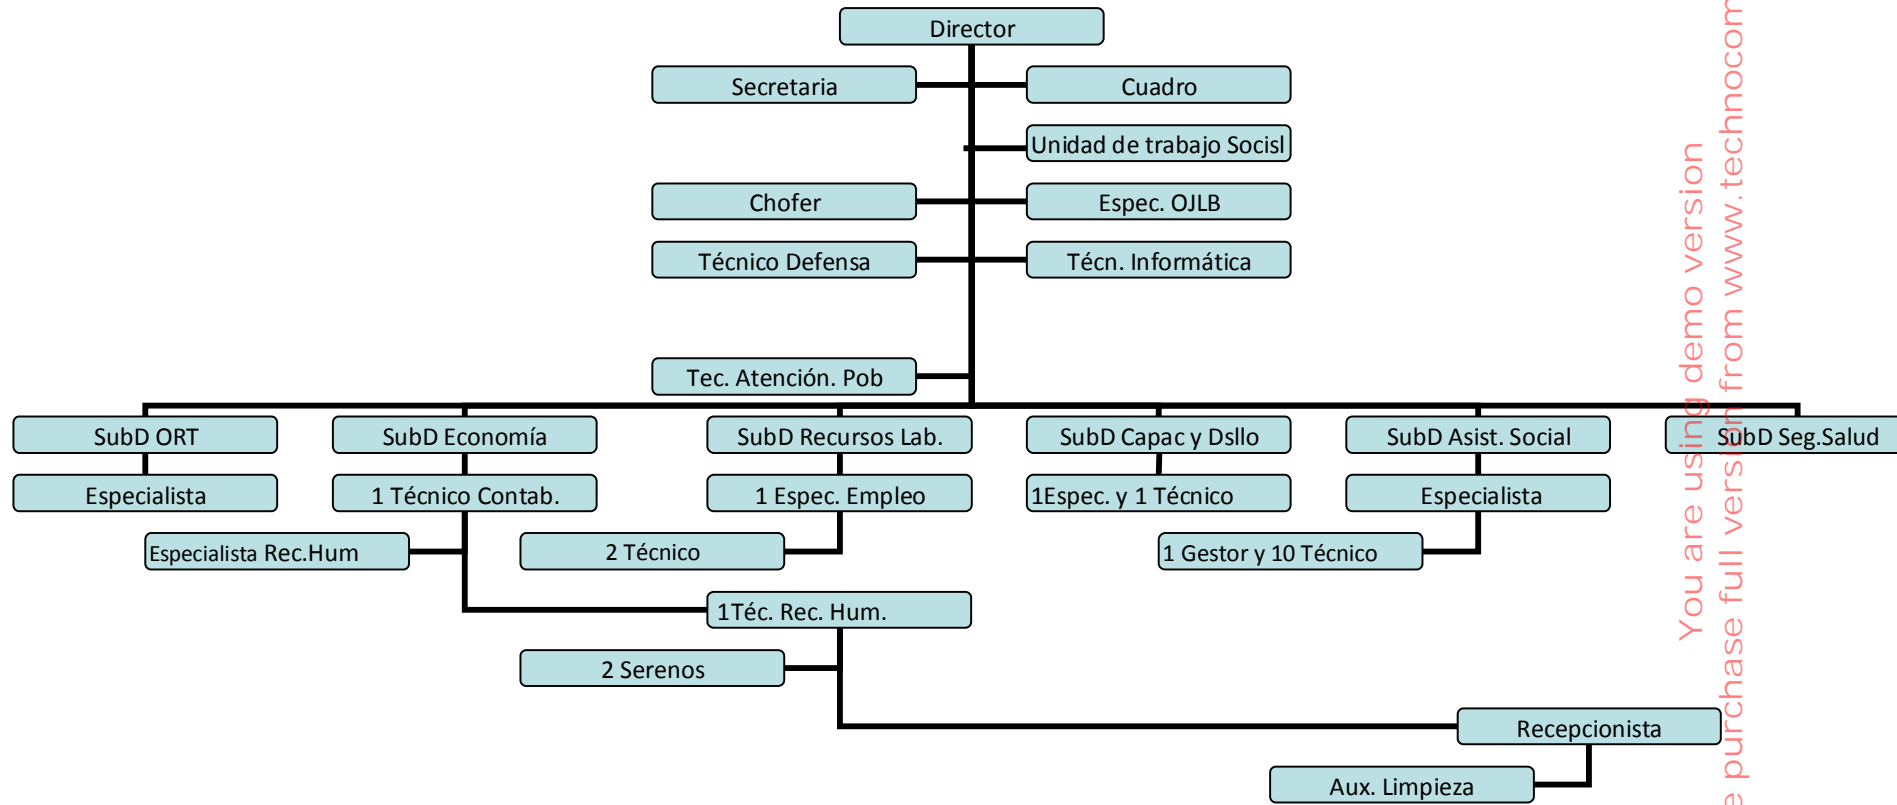 Director
Secretaria
Cuadro
Unidad de trabajo Socisl
Chofer
Espec. OJLB
Técnico Defensa
Técn. Informática
Tec. Atención. Pob
SubD ORT
SubD Economía
SubD Recursos Lab.
SubD Capac y Dsllo
SubD Asist. Social
SubD Seg.Salud
Especialista
1 Técnico Contab.
1 Espec. Empleo
1Espec. y 1 Técnico
Especialista
Especialista Rec.Hum
2 Técnico
1 Gestor y 10 Técnico
1Téc. Rec. Hum.
2 Serenos
Recepcionista
Aux. Limpieza
You are using demo version
purchase full version from www.technocom